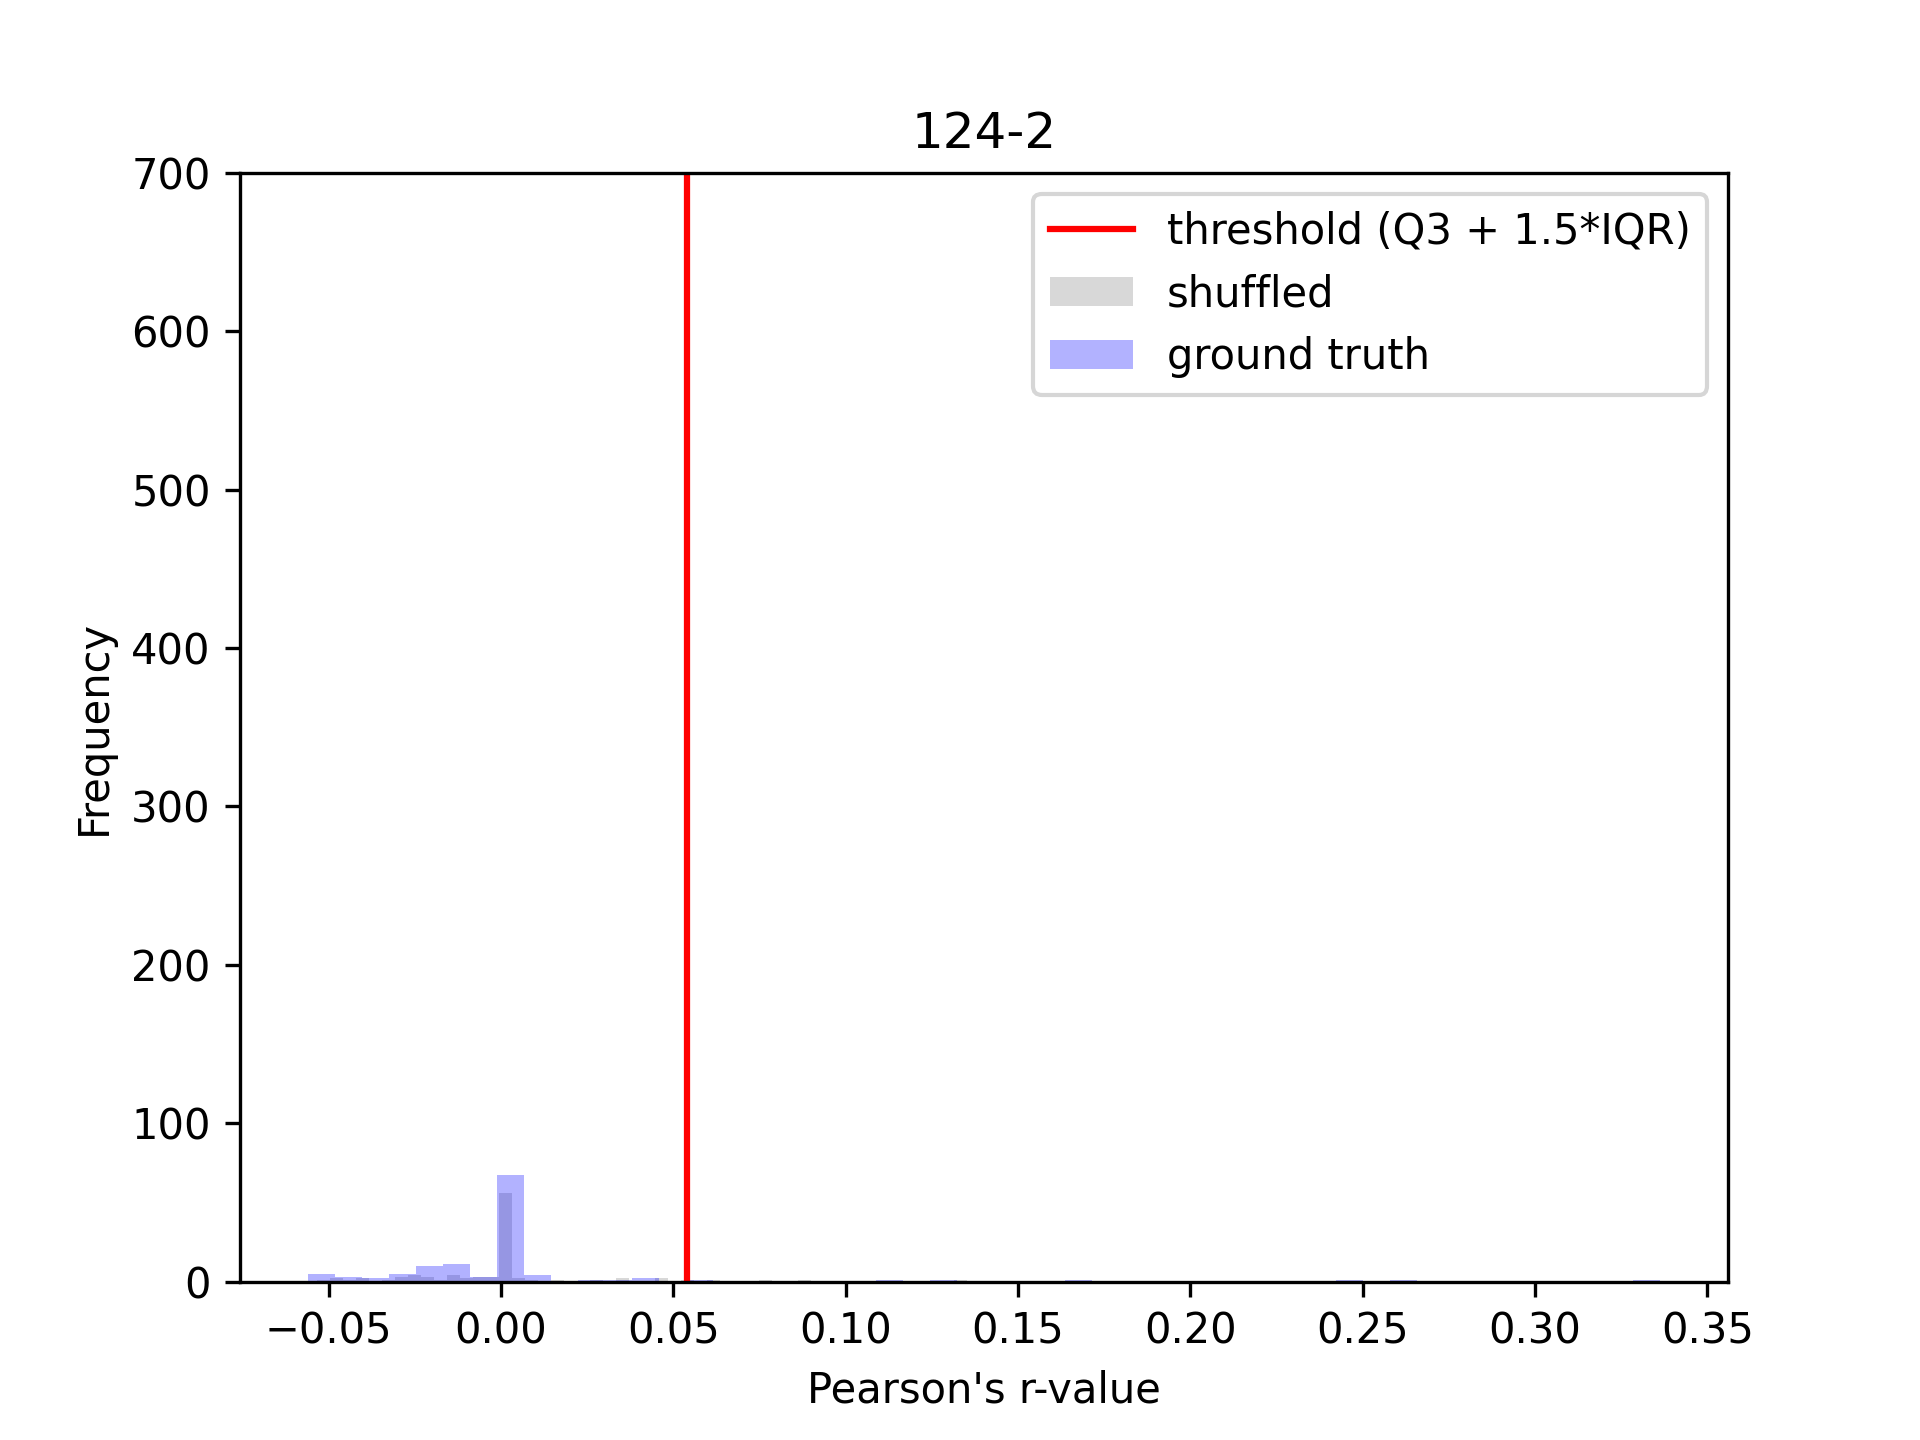 124-2
700
600
500
400
300
200
100
0
Frequency
threshold (Q3 + 1.5*IQR)
shuffled
ground truth
−0.05 0.00 0.05 0.10 0.15 0.20 0.25 0.30 0.35
Pearson's r-value